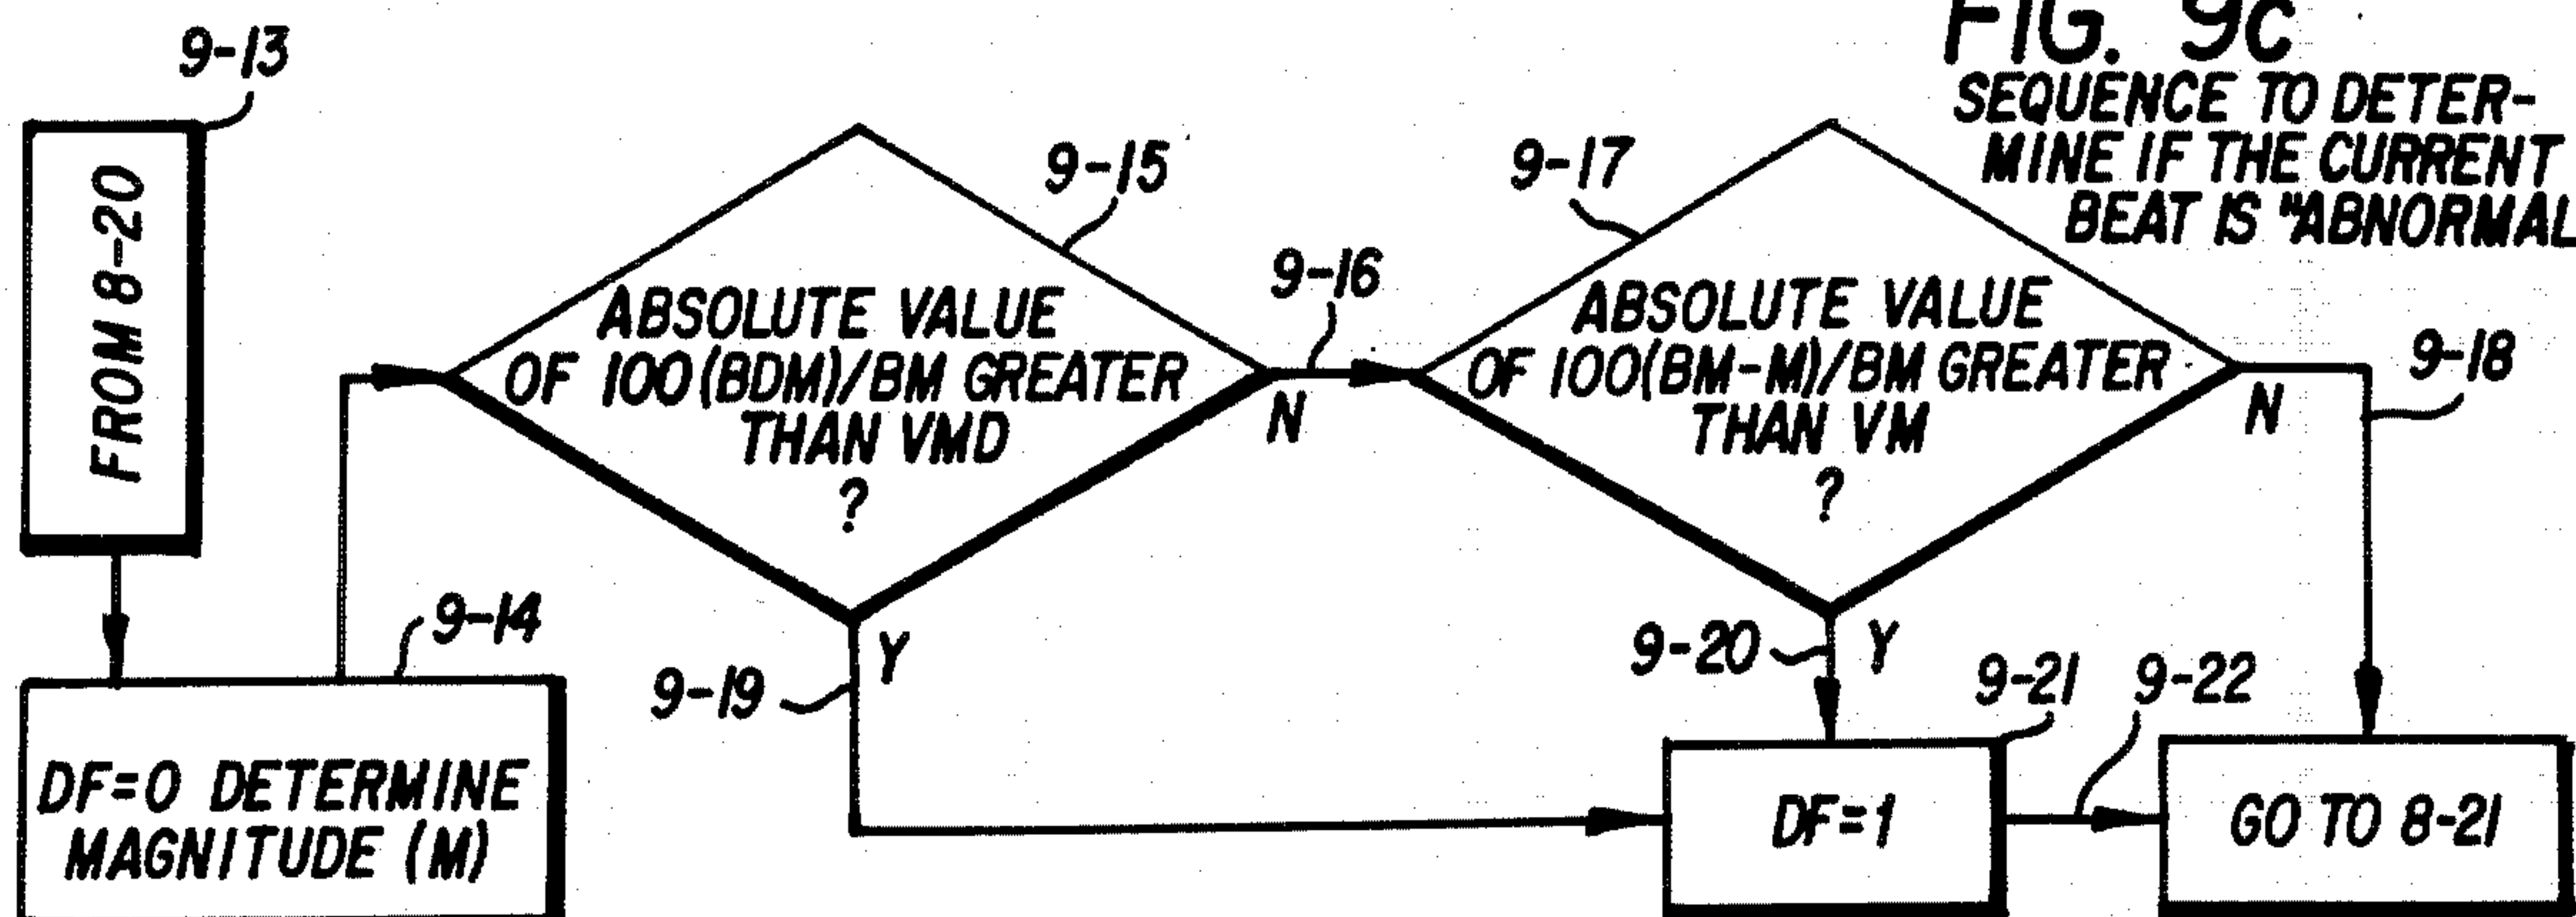 FIG. 9c
SEQUENCE TO DETER-
MINE IF THE CURRENT
BEAT IS "ABNORMAL
9-13
FROM 8-20
9-14
DF=0 DETERMINE
MAGNITUDE (M)
9-15
ABSOLUTE VALUE
OF 100(BDM)/BM GREATER
THAN VMD
?
9-16
N
Y
9-19
9-17
ABSOLUTE VALUE
OF 100(BM-M)/BM GREATER
THAN VM
?
N
9-18
9-20
Y
9-21
DF=1
9-22
GO TO 8-21